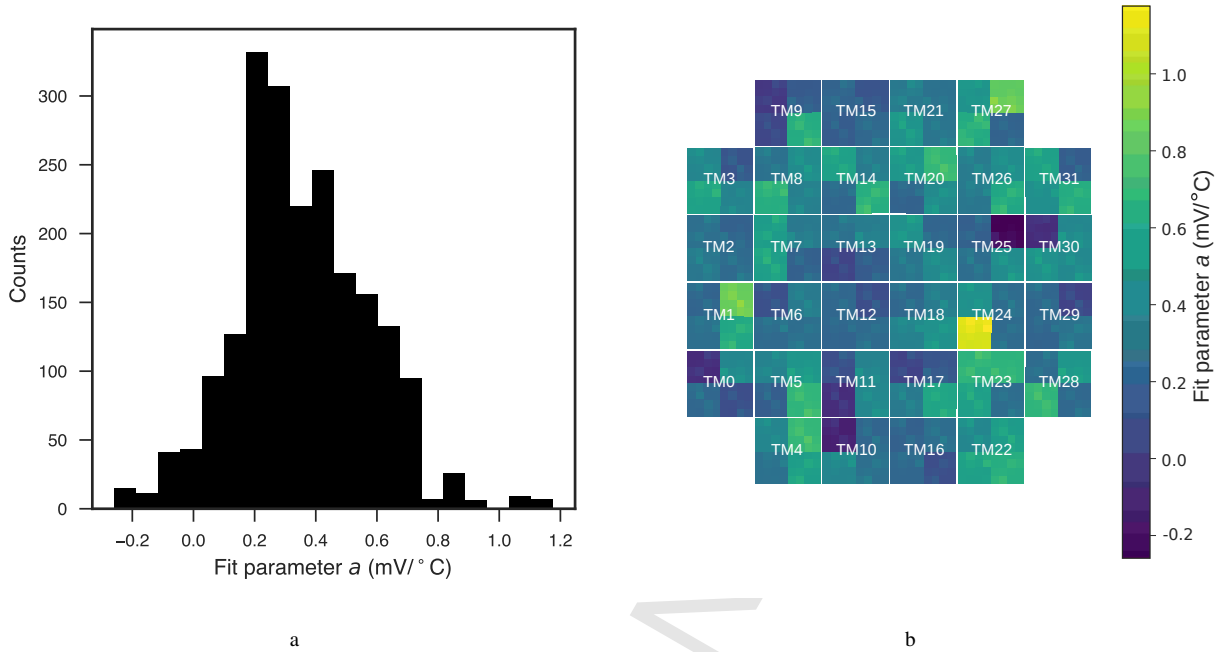 300
250
200
150
100
50
0
Counts
−0.2 0.0 0.2 0.4 0.6 0.8 1.0 1.2
Fit parameter a (mV/ ° C)
a
TM9 TM15 TM21 TM27
TM3 TM8 TM14 TM20 TM26 TM31
TM2 TM7 TM13 TM19 TM25 TM30
TM1 TM6 TM12 TM18 TM24 TM29
TM0 TM5 TM11 TM17 TM23 TM28
TM4 TM10 TM16 TM22
1.0
0.8
0.6
0.4
0.2
0.0
-0.2
Fit parameter a (mV/°C)
b